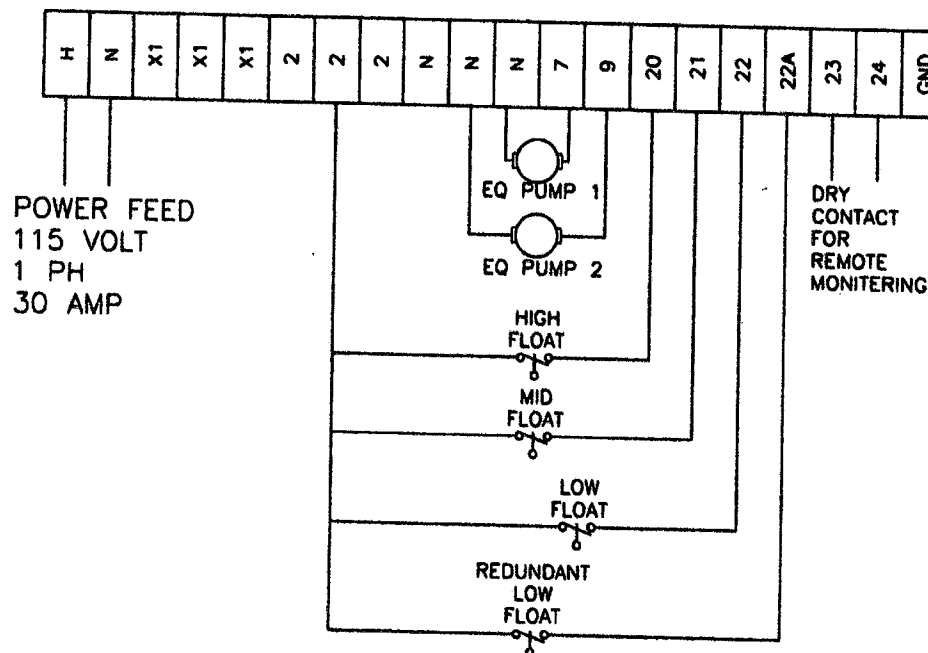 H N X1 X1 X1 2 2 2 N N N 7 9 20 21 22 22A 23 24 GND
POWER FEED
115 VOLT
1 PH
30 AMP
EQ PUMP 1
EQ PUMP 2
DRY
CONTACT
FOR
REMOTE
MONITERING
HIGH
FLOAT
MID
FLOAT
LOW
FLOAT
REDUNDANT
LOW
FLOAT